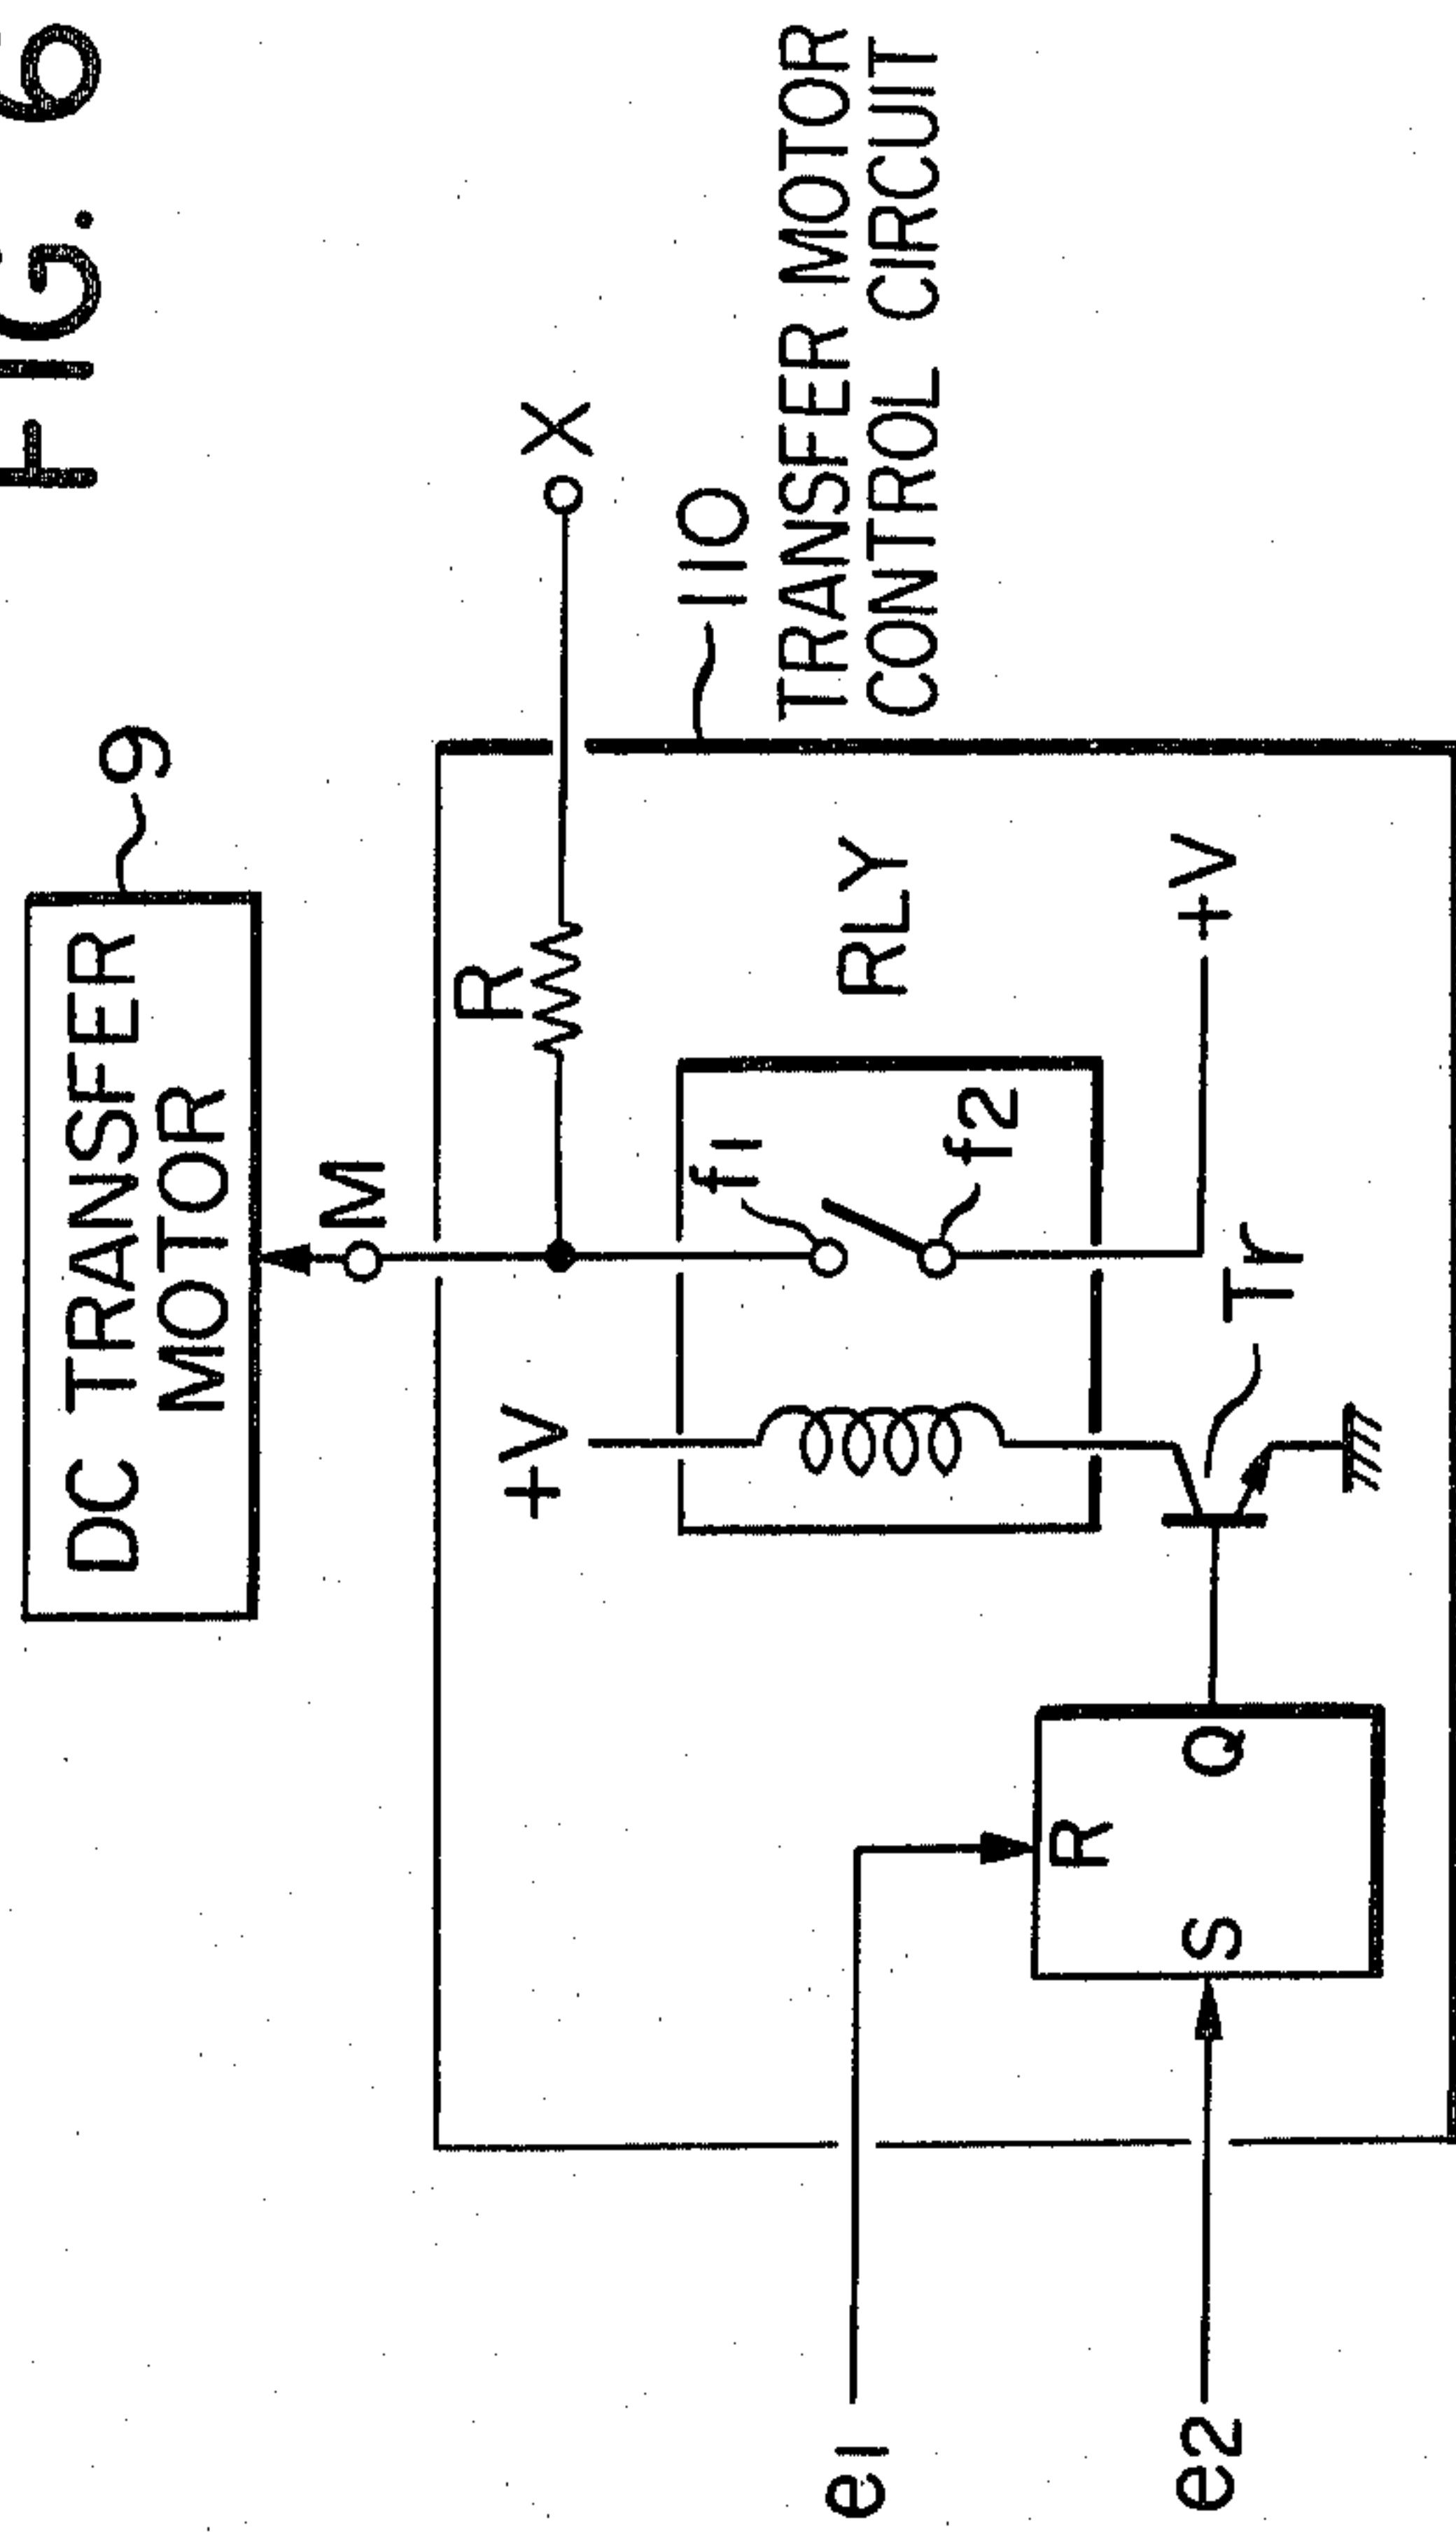 FIG. 6
DC TRANSFER
MOTOR
9
M
X
R
+V
110
TRANSFER MOTOR
CONTROL CIRCUIT
f1
RLY
f2
+V
Tr
e1
R
S
Q
e2